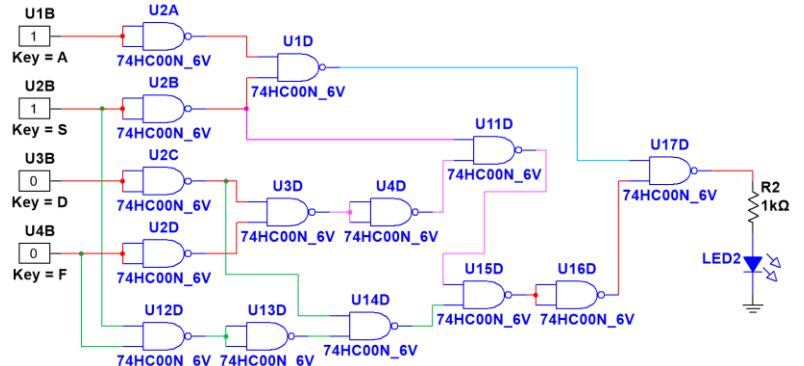 U1B
1
Key = A
U2A
74HC00N_6V
U1D
74HC00N_6V
U2B
1
Key = S
U2B
74HC00N_6V
U11D
74HC00N_6V
U17D
74HC00N_6V
U3B
0
Key = D
U2C
74HC00N_6V
U3D
74HC00N_6V
U4D
74HC00N_6V
R2
1kΩ
U4B
0
Key = F
U2D
74HC00N_6V
LED2
U12D
74HC00N_6V
U13D
74HC00N_6V
U14D
74HC00N_6V
U15D
74HC00N_6V
U16D
74HC00N_6V